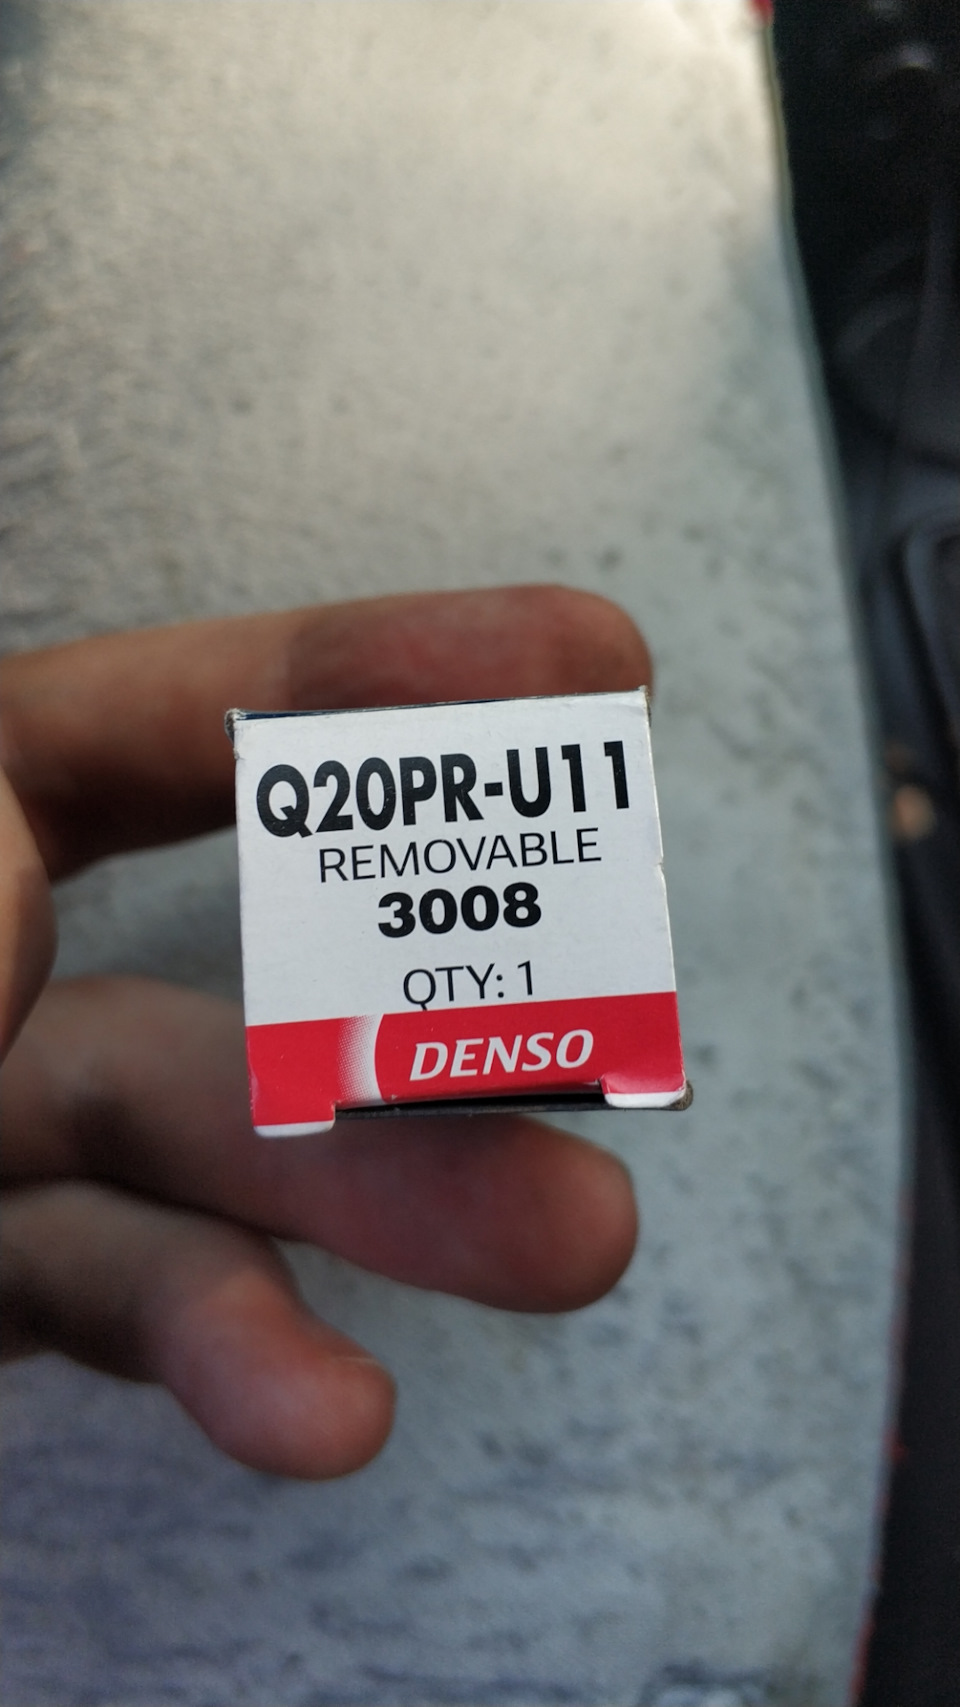 Q20PR-U11
REMOVABLE
3008
QTY: 1
DENSO